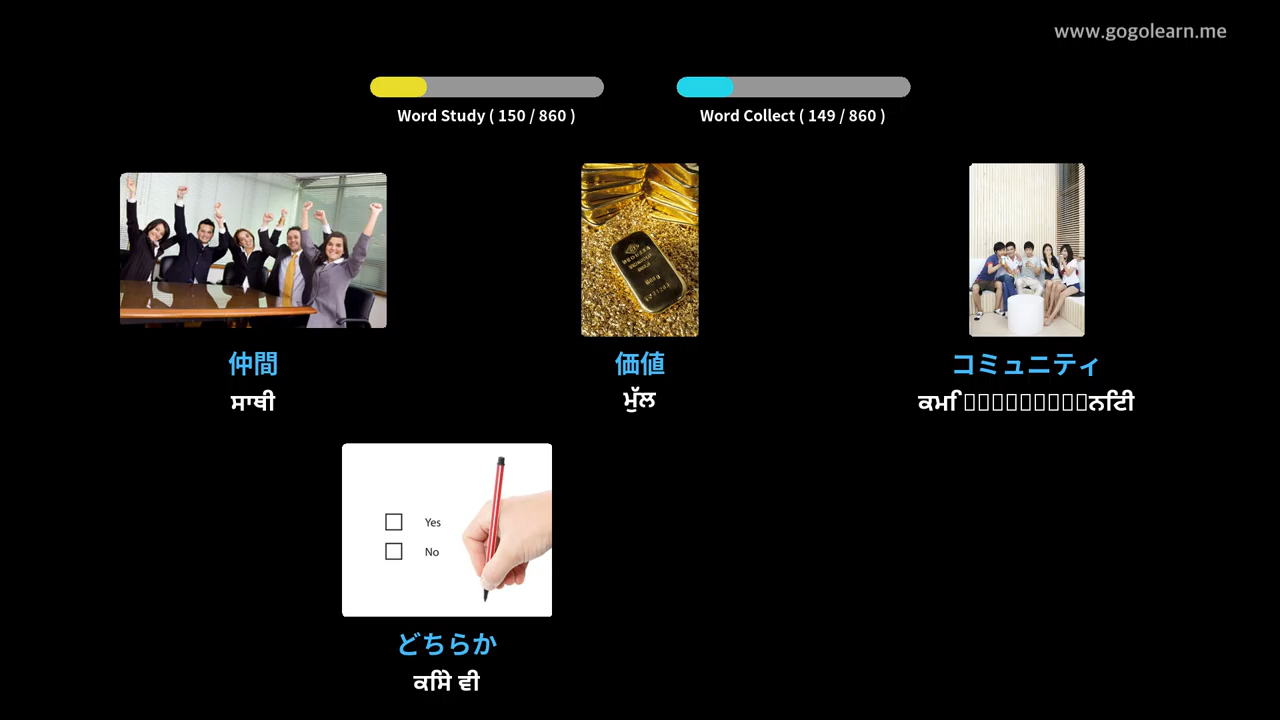 www.gogolearn.me
Word Study ( 150 / 860 )
Word Collect ( 149 / 860 )
仲間
ਸਾਥੀ
価値
ਮੁੱਲ
コミュニティ
ਕਮਿ▯▯▯▯▯▯▯▯▯ਨਿਟੀ
Yes
No
どちらか
ਕਿਸੇ ਵੀ